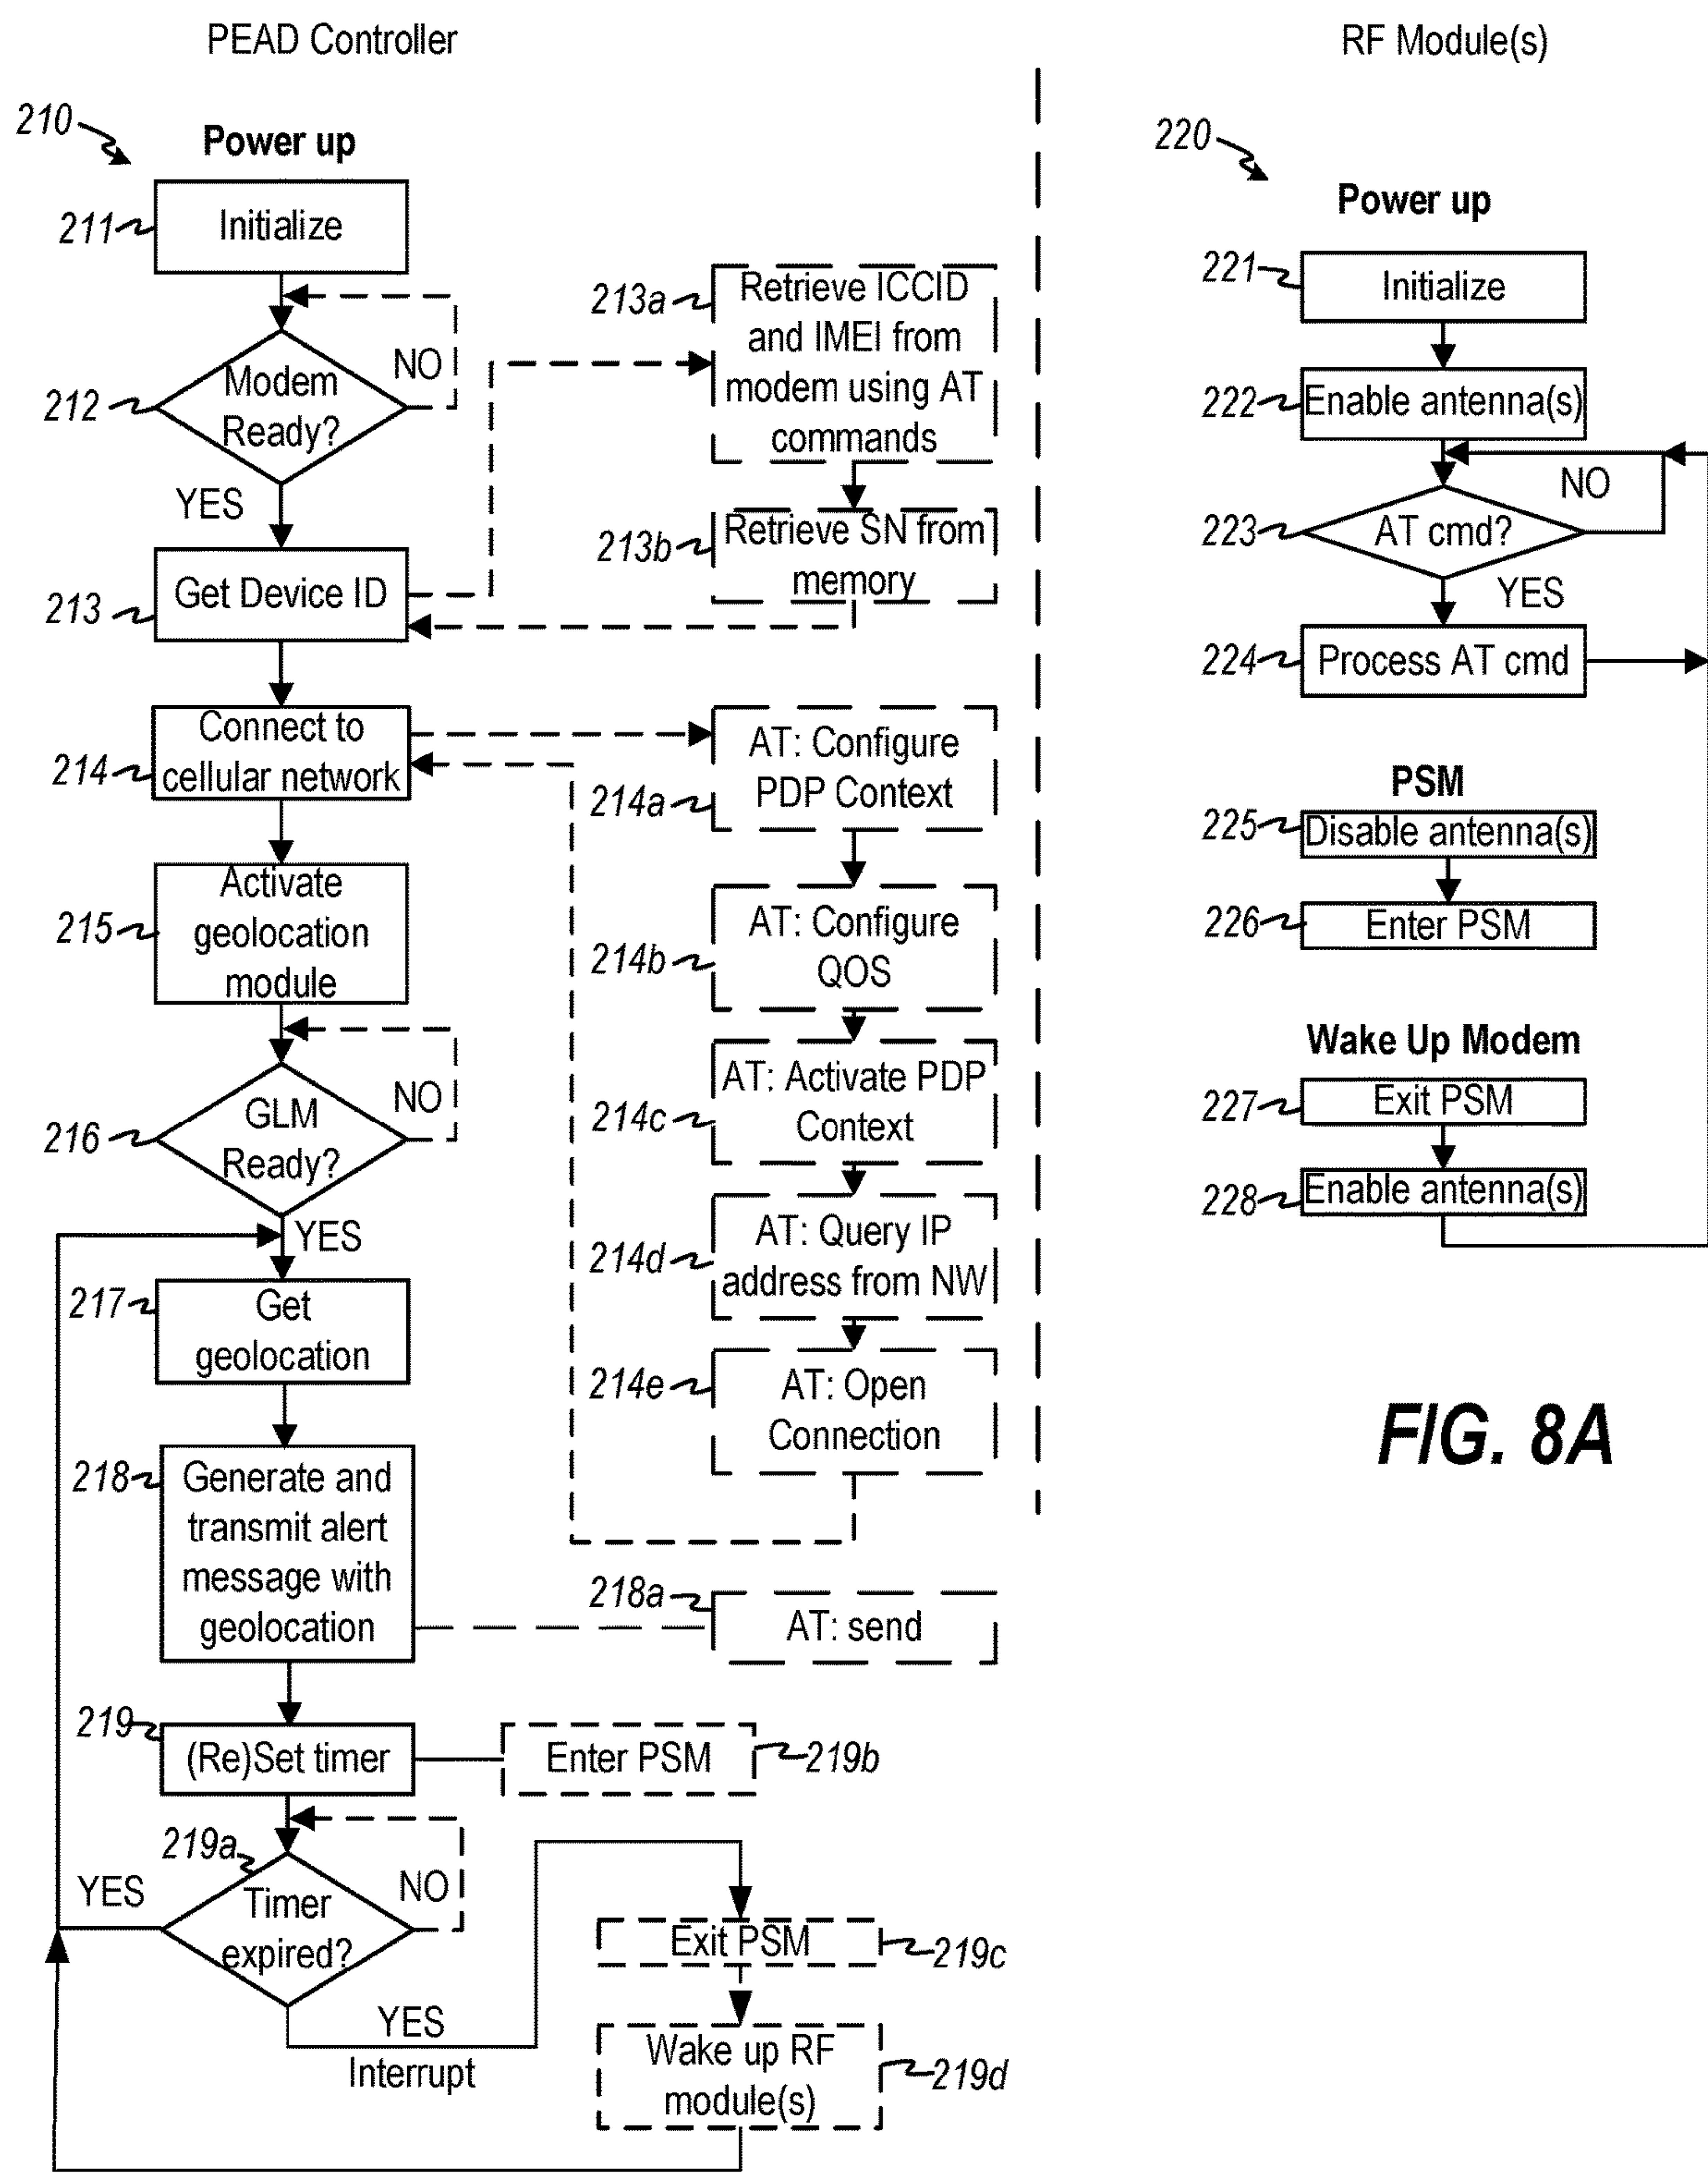 PEAD Controller
210
Power up
211
Initialize
212
Modem
Ready?
NO
YES
213
Get Device ID
213a
Retrieve ICCID
and IMEI from
modem using AT
commands
213b
Retrieve SN from
memory
214
Connect to
cellular network
214a
AT: Configure
PDP Context
214b
AT: Configure
QOS
214c
AT: Activate PDP
Context
214d
AT: Query IP
address from NW
214e
AT: Open
Connection
215
Activate
geolocation
module
216
GLM
Ready?
NO
YES
217
Get
geolocation
218
Generate and
transmit alert
message with
geolocation
218a
AT: send
219
(Re)Set timer
Enter PSM
219b
219a
Timer
expired?
NO
YES
YES
Interrupt
Exit PSM
219c
Wake up RF
module(s)
219d
RF Module(s)
220
Power up
221
Initialize
222
Enable antenna(s)
223
AT cmd?
NO
YES
224
Process AT cmd
PSM
225
Disable antenna(s)
226
Enter PSM
Wake Up Modem
227
Exit PSM
228
Enable antenna(s)
FIG. 8A